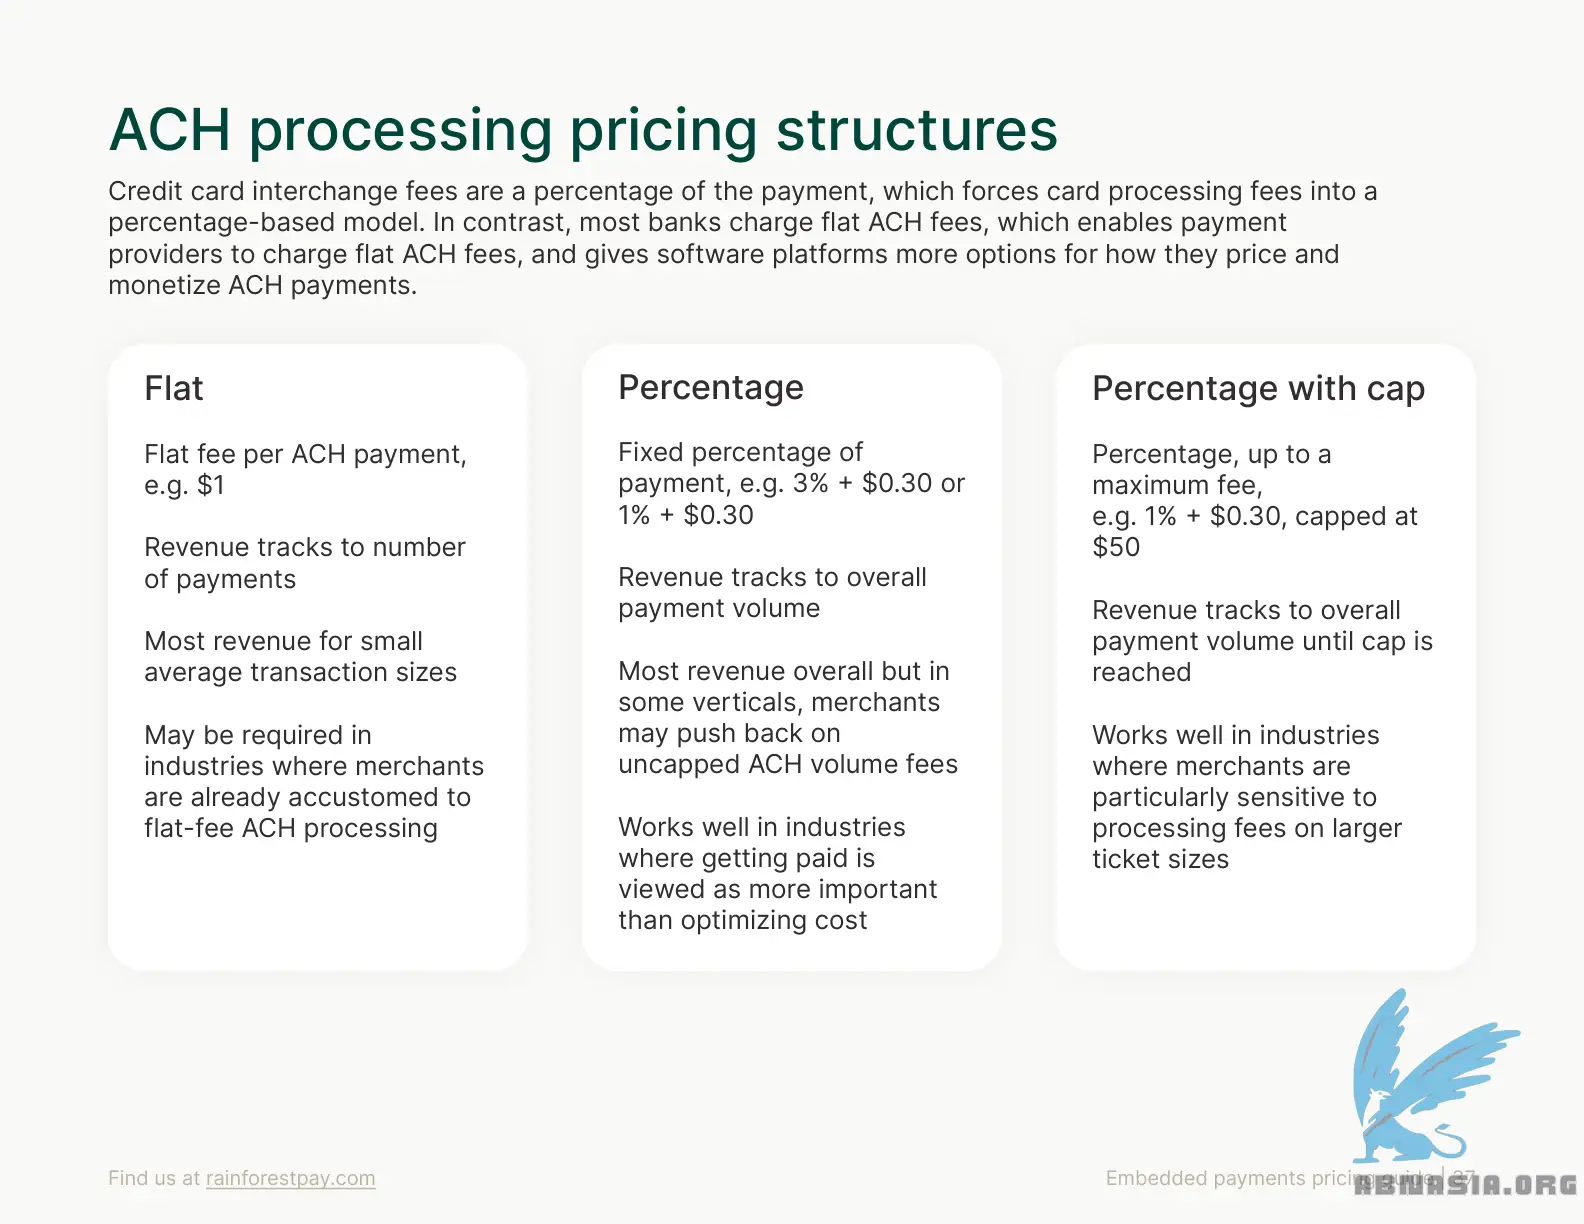 ACH processing pricing structures
Credit card interchange fees are a percentage of the payment, which forces card processing fees into a
percentage-based model. In contrast, most banks charge flat ACH fees, which enables payment
providers to charge flat ACH fees, and gives software platforms more options for how they price and
monetize ACH payments.
Flat
Flat fee per ACH payment,
e.g. $1
Revenue tracks to number
of payments
Most revenue for small
average transaction sizes
May be required in
industries where merchants
are already accustomed to
flat-fee ACH processing
Percentage
Fixed percentage of
payment, e.g. 3% + $0.30 or
1% + $0.30
Revenue tracks to overall
payment volume
Most revenue overall but in
some verticals, merchants
may push back on
uncapped ACH volume fees
Works well in industries
where getting paid is
viewed as more important
than optimizing cost
Percentage with cap
Percentage, up to a
maximum fee,
e.g. 1% + $0.30, capped at
$50
Revenue tracks to overall
payment volume until cap is
reached
Works well in industries
where merchants are
particularly sensitive to
processing fees on larger
ticket sizes
Find us at rainforestpay.com
Embedded payments pricing guide | 37
ABNASIA.ORG